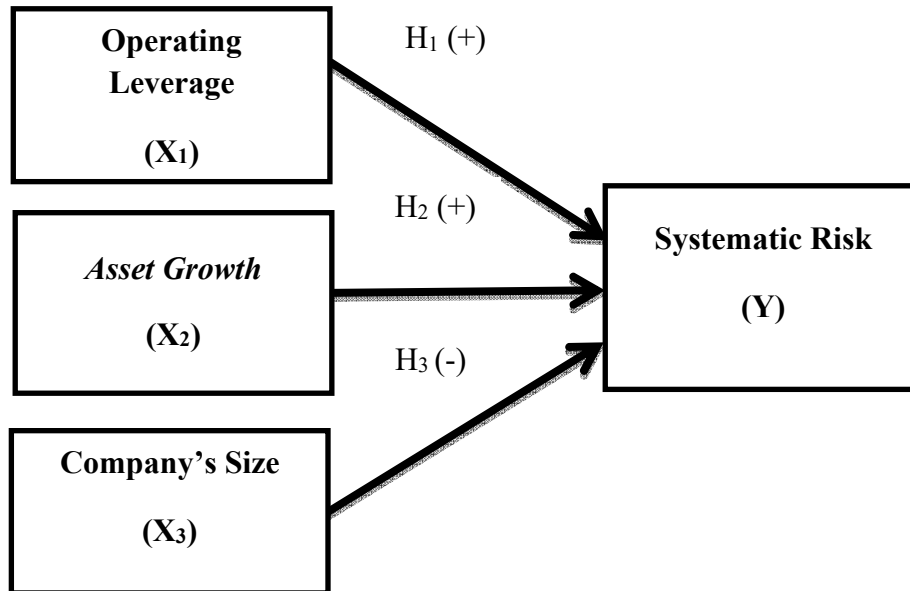 Operating
Leverage
(X₁)
H₁ (+)
Asset Growth
(X₂)
H₂ (+)
Company’s Size
(X₃)
H₃ (-)
Systematic Risk
(Y)